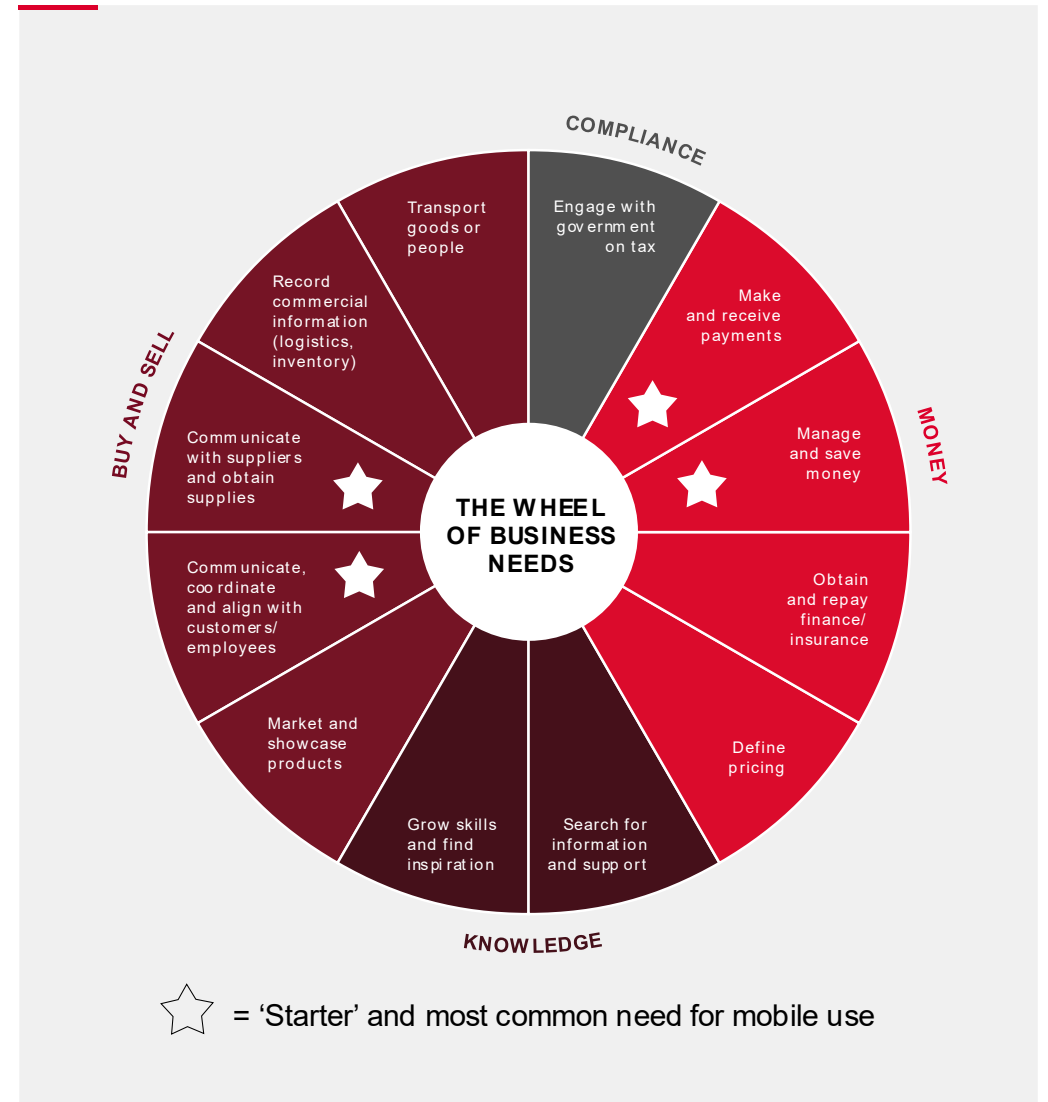 COMPLIANCE
Engage with
government
on tax
Make
and receive
payments
MONEY
Manage
and save
money
Obtain
and repay
finance/
insurance
Define
pricing
Search for
information
and support
KNOWLEDGE
Grow skills
and find
inspiration
Market and
showcase
products
Communicate,
coordinate
and align with
customers/
employees
BUY AND SELL
Communicate
with suppliers
and obtain
supplies
Record
commercial
information
(logistics,
inventory)
Transport
goods or
people
THE WHEEL
OF BUSINESS
NEEDS
= ‘Starter’ and most common need for mobile use